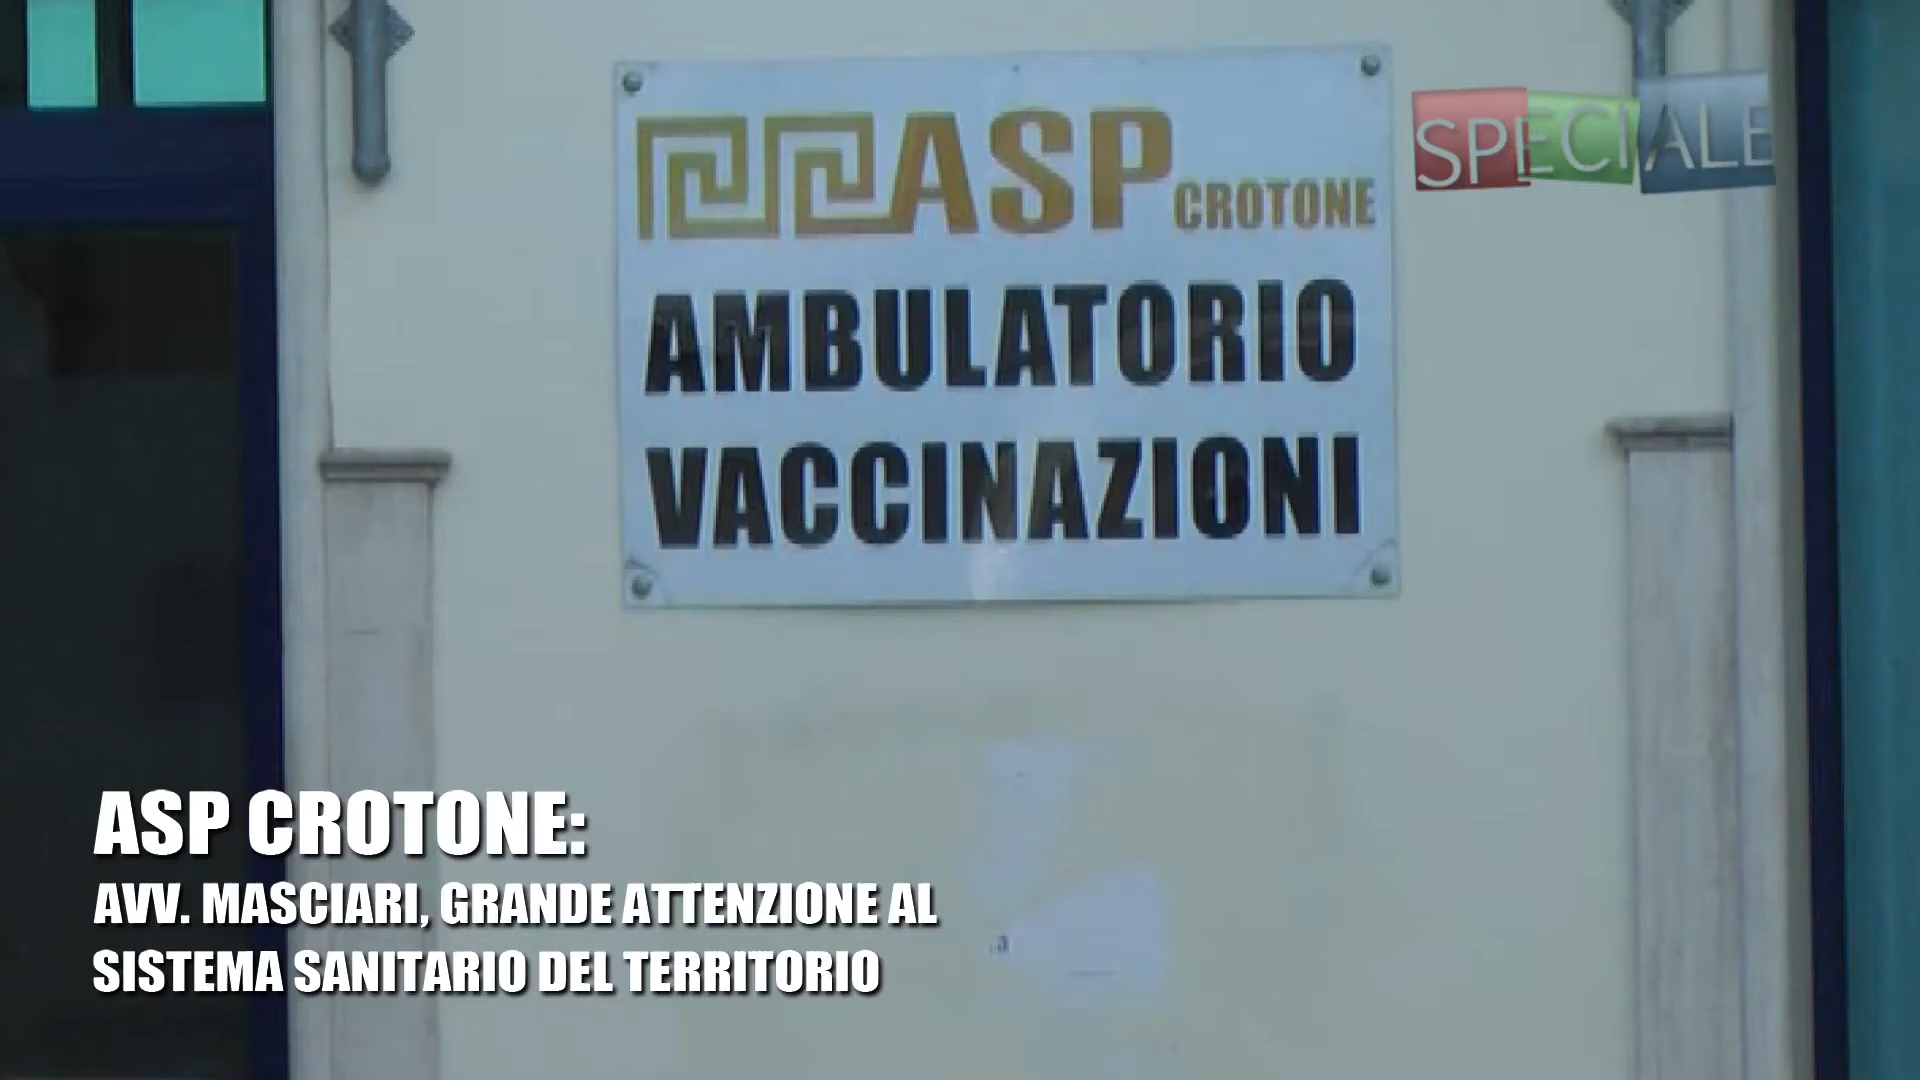 ASP CROTONE
SPECIALE
AMBULATORIO
VACCINAZIONI
ASP CROTONE:
AVV. MASCIARI, GRANDE ATTENZIONE AL
SISTEMA SANITARIO DEL TERRITORIO